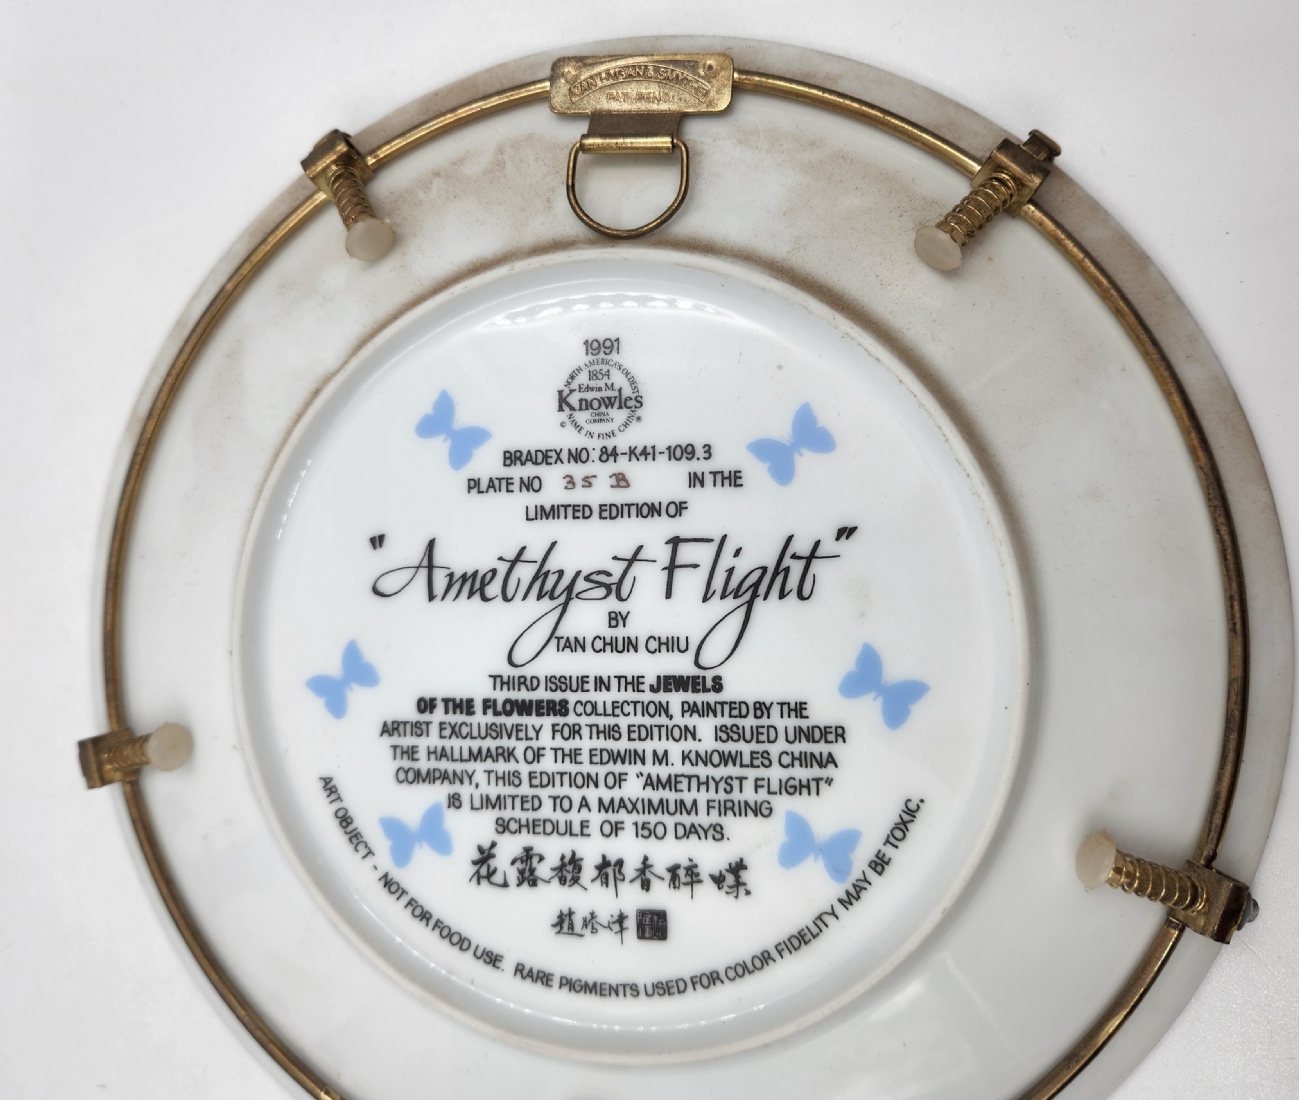 VAN HYGAN & SMYTHE
PAT. PEND.
1991
NORTH AMERICA'S OLDEST
1854
Edwin M.
Knowles
CHINA
COMPANY
NAME IN FINE CHINA
© ®
BRADEX NO: 84-K41-109.3
PLATE NO 35 B IN THE
LIMITED EDITION OF
"Amethyst Flight"
BY
TAN CHUN CHIU
THIRD ISSUE IN THE JEWELS
OF THE FLOWERS COLLECTION, PAINTED BY THE
ARTIST EXCLUSIVELY FOR THIS EDITION. ISSUED UNDER
THE HALLMARK OF THE EDWIN M. KNOWLES CHINA
COMPANY, THIS EDITION OF "AMETHYST FLIGHT"
IS LIMITED TO A MAXIMUM FIRING
SCHEDULE OF 150 DAYS.
花露馥郁香醉蝶
ART OBJECT - NOT FOR FOOD USE. RARE PIGMENTS USED FOR COLOR FIDELITY MAY BE TOXIC.